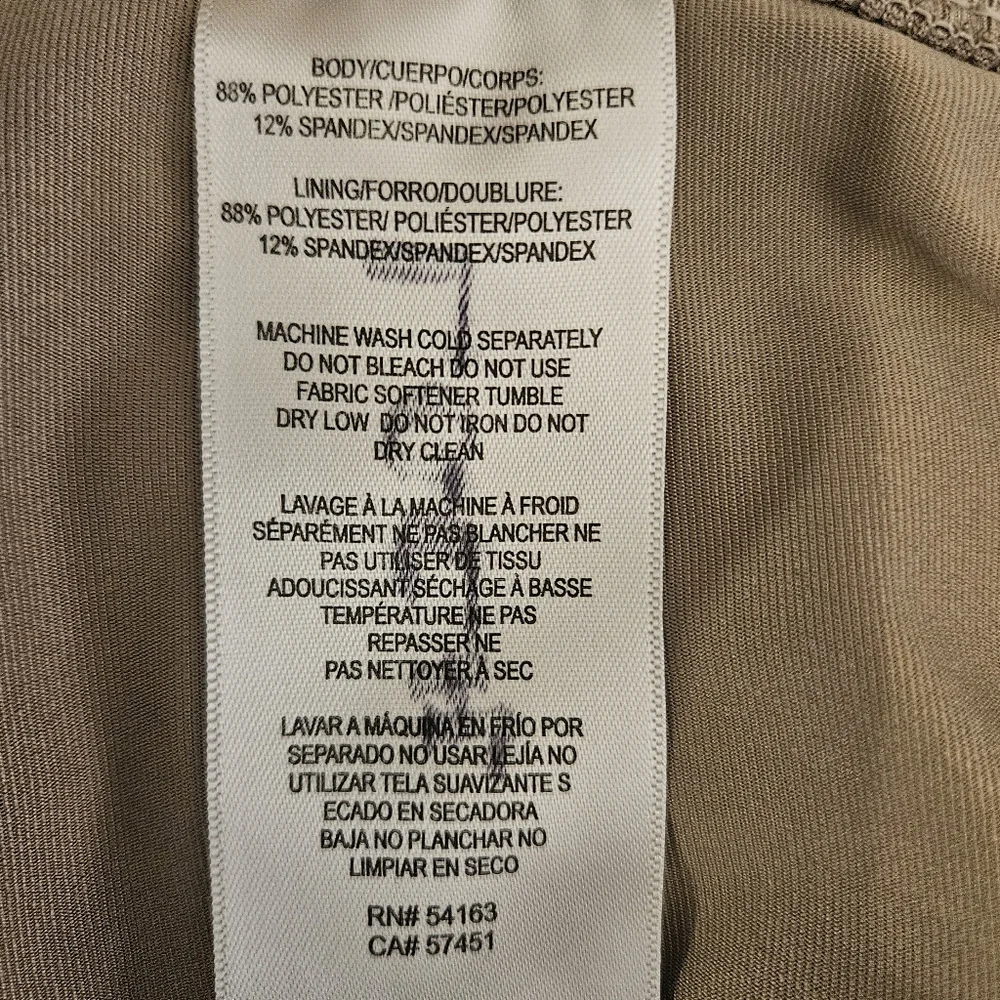 BODY/CUERPO/CORPS:
88% POLYESTER /POLIÉSTER/POLYESTER
12% SPANDEX/SPANDEX/SPANDEX
LINING/FORRO/DOUBLURE:
88% POLYESTER/ POLIÉSTER/POLYESTER
12% SPANDEX/SPANDEX/SPANDEX
MACHINE WASH COLD SEPARATELY
DO NOT BLEACH DO NOT USE
FABRIC SOFTENER TUMBLE
DRY LOW DO NOT IRON DO NOT
DRY CLEAN
LAVAGE À LA MACHINE À FROID
SÉPARÉMENT NE PAS BLANCHER NE
PAS UTILISER DE TISSU
ADOUCISSANT SÉCHAGE À BASSE
TEMPÉRATURE NE PAS
REPASSER NE
PAS NETTOYER À SEC
LAVAR A MÁQUINA EN FRÍO POR
SEPARADO NO USAR LEJÍA NO
UTILIZAR TELA SUAVIZANTE S
ECADO EN SECADORA
BAJA NO PLANCHAR NO
LIMPIAR EN SECO
RN# 54163
CA# 57451